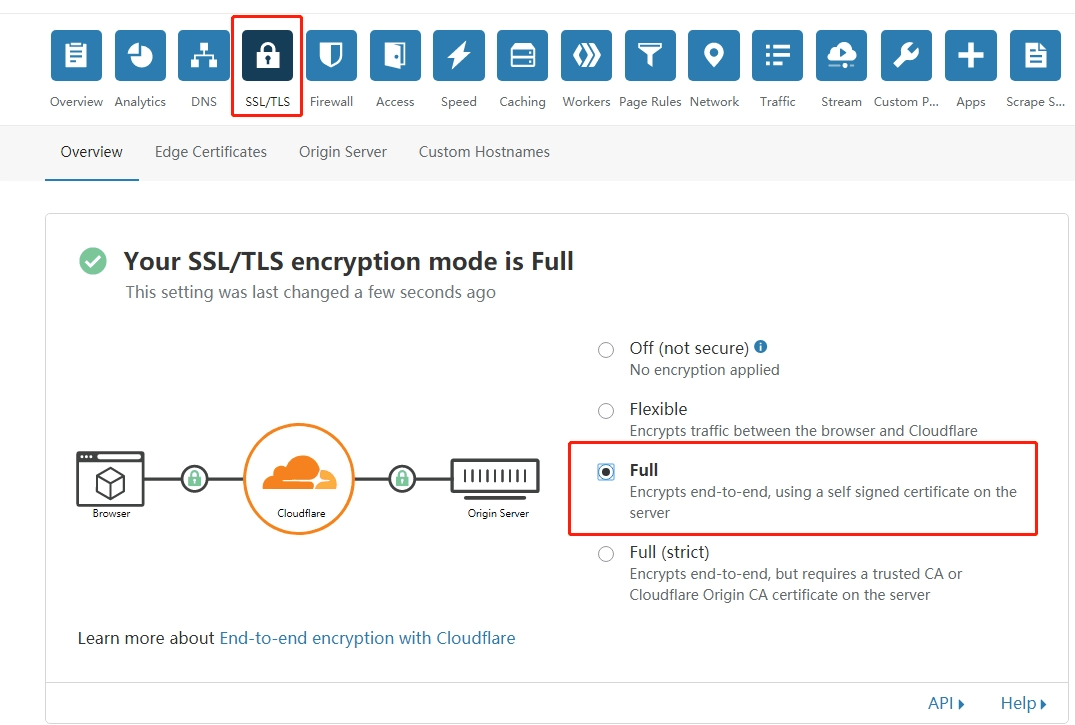 Overview Analytics DNS SSL/TLS Firewall Access Speed Caching Workers Page Rules Network Traffic Stream Custom P... Apps Scrape S...
Overview Edge Certificates Origin Server Custom Hostnames
Your SSL/TLS encryption mode is Full
This setting was last changed a few seconds ago
Off (not secure)
No encryption applied
Flexible
Encrypts traffic between the browser and Cloudflare
Full
Encrypts end-to-end, using a self signed certificate on the
server
Full (strict)
Encrypts end-to-end, but requires a trusted CA or
Cloudflare Origin CA certificate on the server
Browser Cloudflare Origin Server
Learn more about End-to-end encryption with Cloudflare
API Help